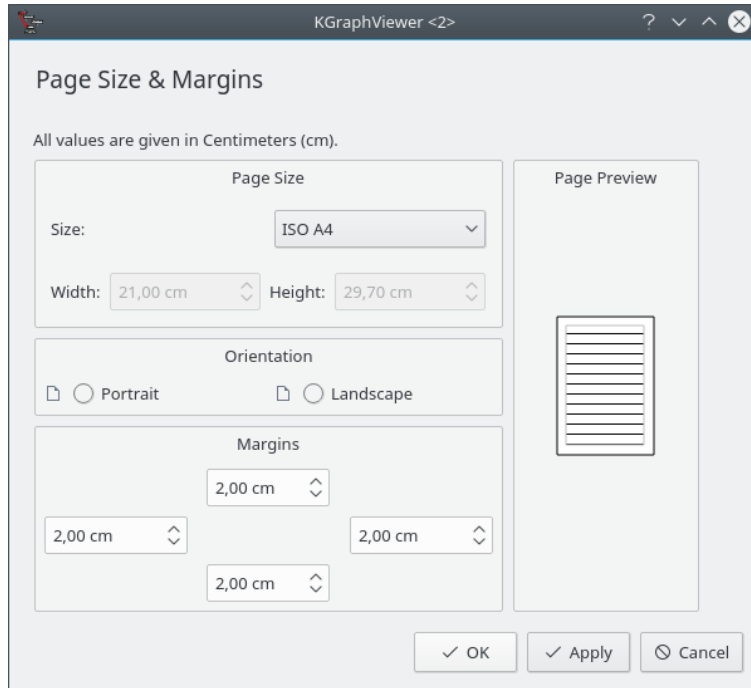 KGraphViewer <2>
Page Size & Margins
All values are given in Centimeters (cm).
Page Size
Size:
ISO A4
Width:
21,00 cm
Height:
29,70 cm
Page Preview
Orientation
Portrait
Landscape
Margins
2,00 cm
2,00 cm
2,00 cm
2,00 cm
OK
Apply
Cancel